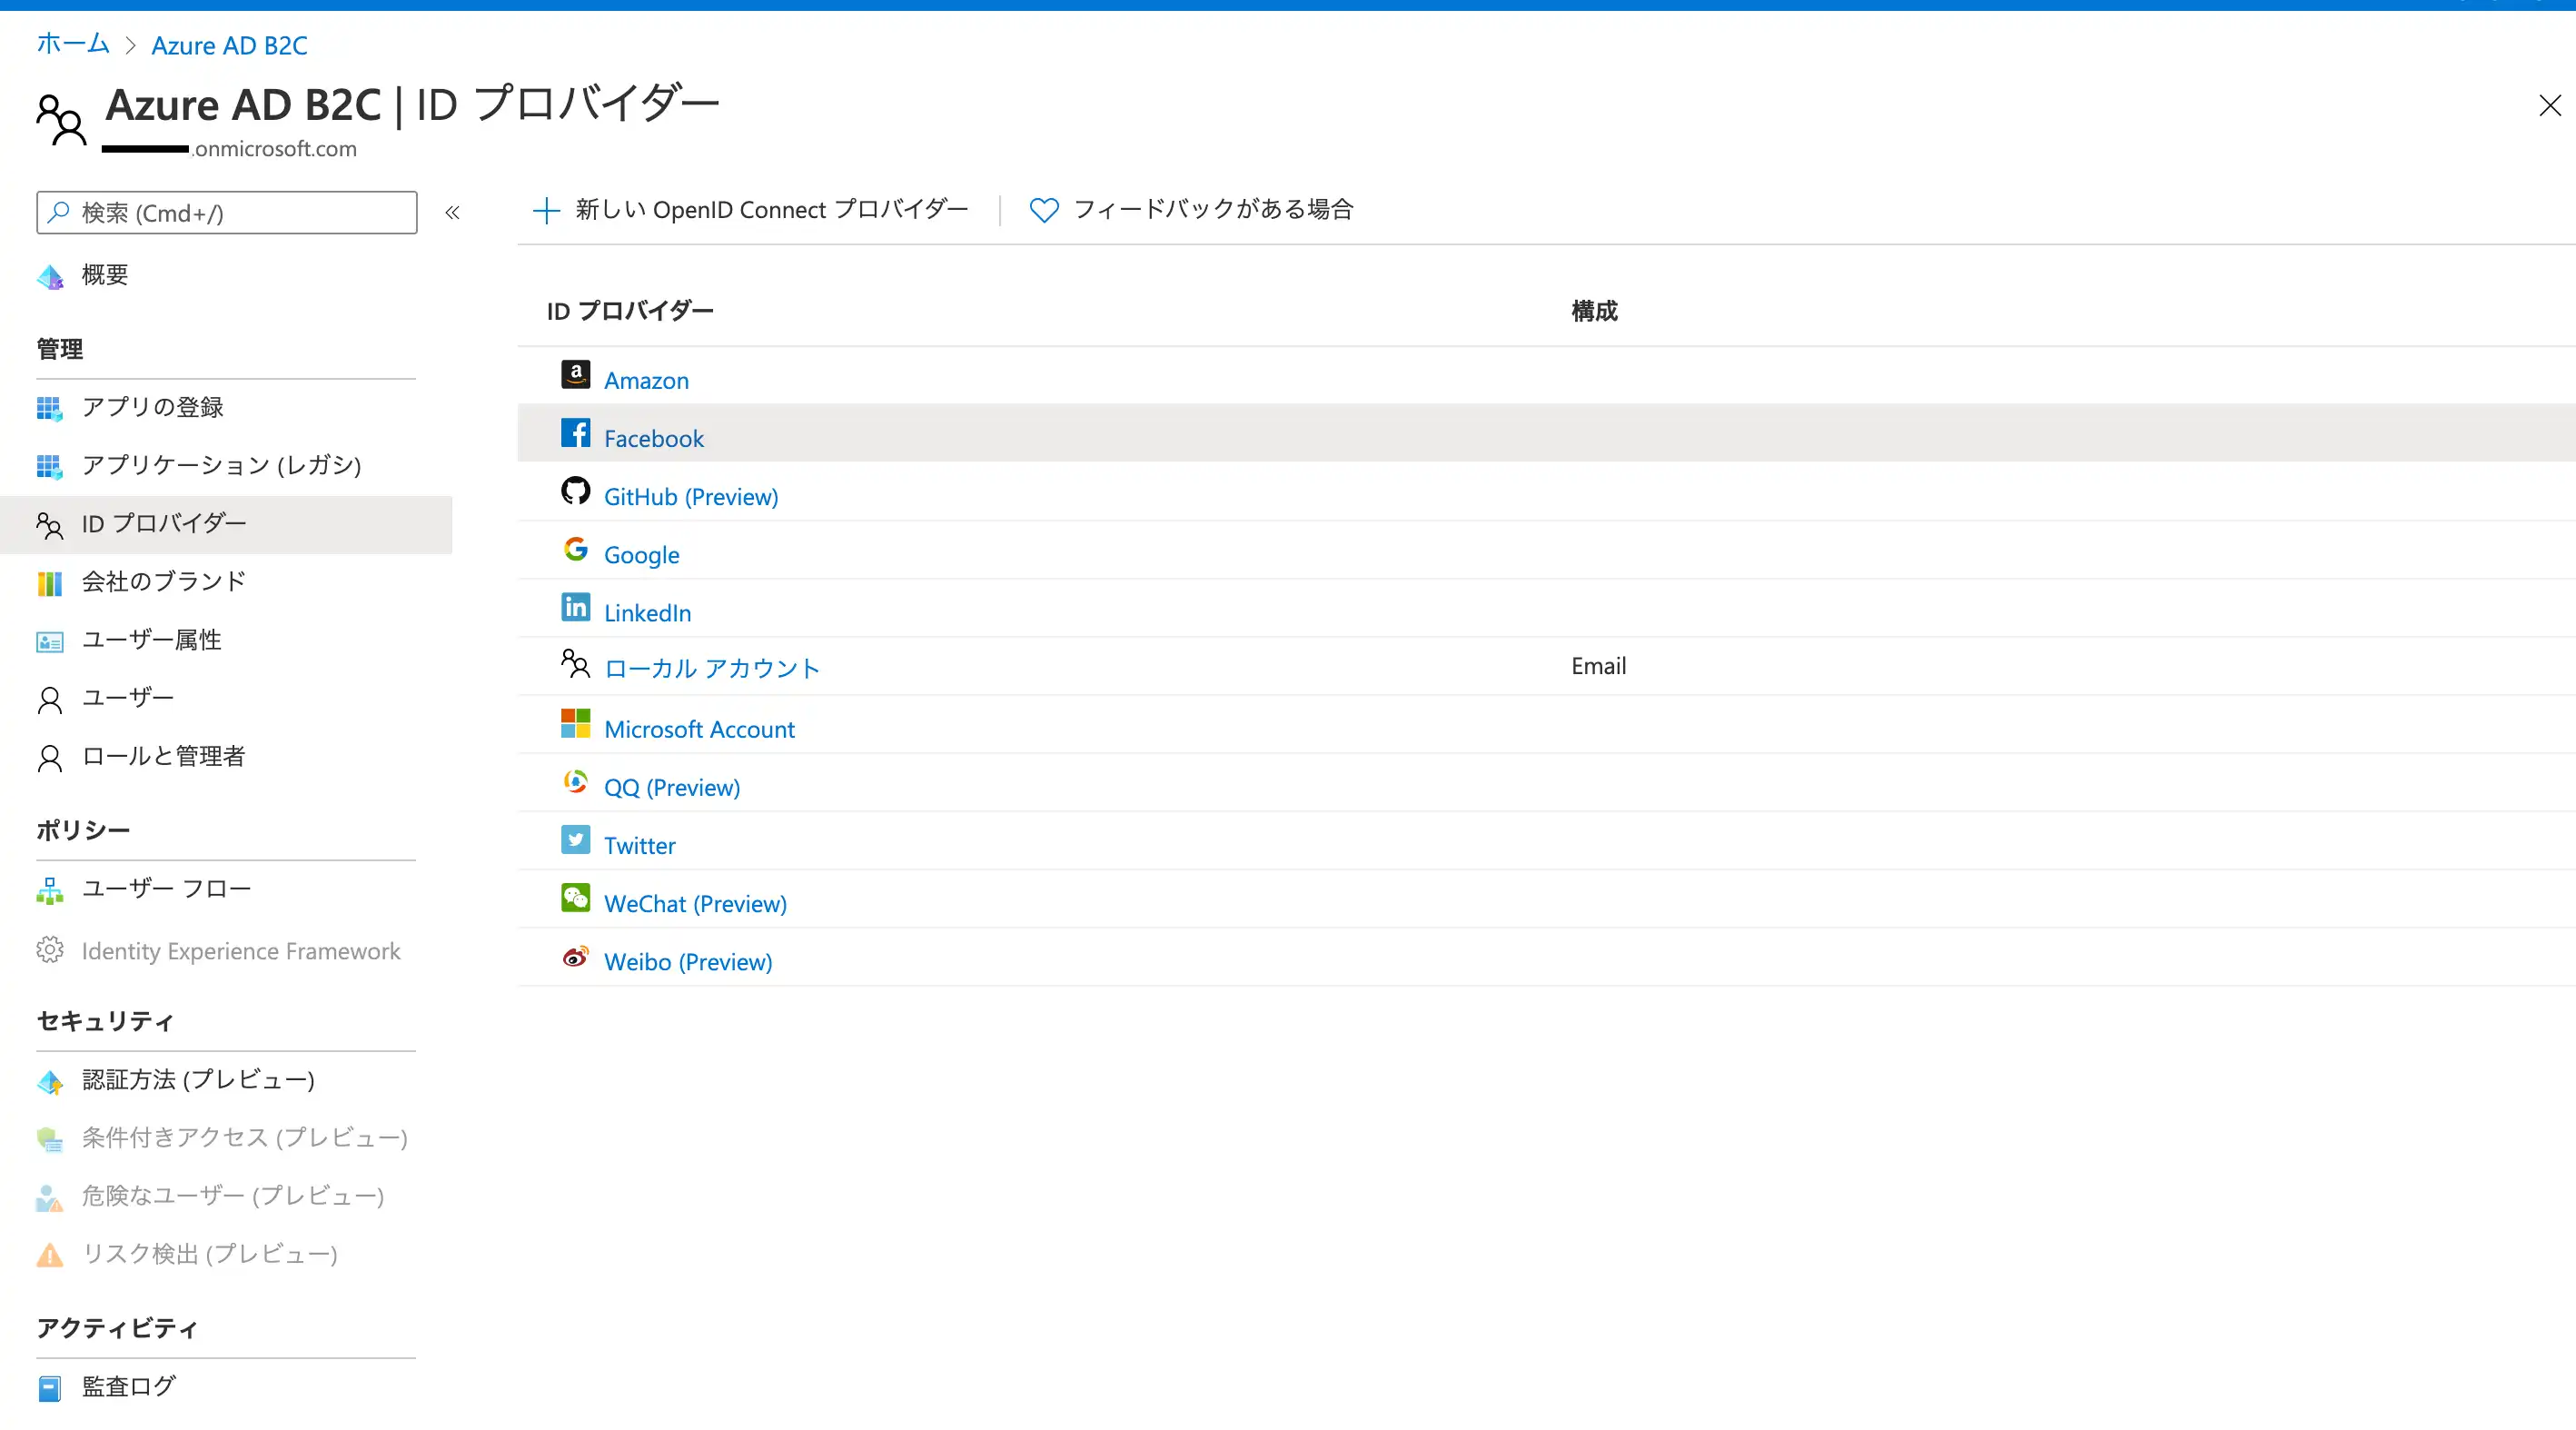 ホーム > Azure AD B2C
Azure AD B2C | ID プロバイダー
.onmicrosoft.com
検索 (Cmd+/)
«
新しい OpenID Connect プロバイダー
フィードバックがある場合
概要
管理
アプリの登録
アプリケーション (レガシ)
ID プロバイダー
会社のブランド
ユーザー属性
ユーザー
ロールと管理者
ポリシー
ユーザー フロー
Identity Experience Framework
セキュリティ
認証方法 (プレビュー)
条件付きアクセス (プレビュー)
危険なユーザー (プレビュー)
リスク検出 (プレビュー)
アクティビティ
監査ログ
ID プロバイダー 構成
Amazon
Facebook
GitHub (Preview)
Google
LinkedIn
ローカル アカウント Email
Microsoft Account
QQ (Preview)
Twitter
WeChat (Preview)
Weibo (Preview)